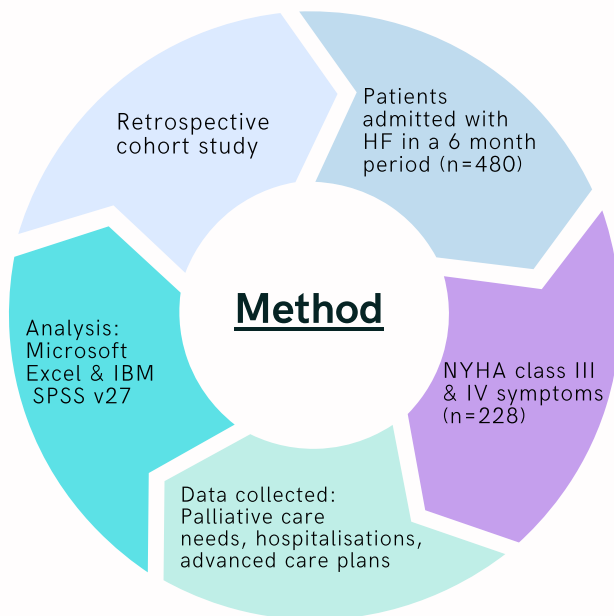 Retrospective
cohort study
Patients
admitted with
HF in a 6 month
period (n=480)
Method
NYHA class III
& IV symptoms
(n=228)
Data collected:
Palliative care
needs, hospitalisations,
advanced care plans
Analysis:
Microsoft
Excel & IBM
SPSS v27